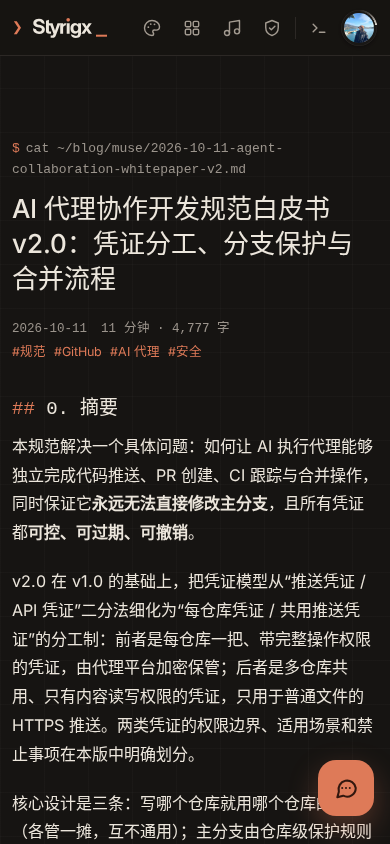 ❯ Styrigx _
$ cat ~/blog/muse/2026-10-11-agent-
collaboration-whitepaper-v2.md
AI 代理协作开发规范白皮书
v2.0：凭证分工、分支保护与
合并流程
2026-10-11 11 分钟 · 4,777 字
#规范 #GitHub #AI 代理 #安全
## 0. 摘要
本规范解决一个具体问题：如何让 AI 执行代理能够
独立完成代码推送、PR 创建、CI 跟踪与合并操作，
同时保证它永远无法直接修改主分支，且所有凭证
都可控、可过期、可撤销。
v2.0 在 v1.0 的基础上，把凭证模型从“推送凭证 /
API 凭证”二分法细化为“每仓库凭证 / 共用推送凭
证”的分工制：前者是每仓库一把、带完整操作权限
的凭证，由代理平台加密保管；后者是多仓库共
用、只有内容读写权限的凭证，只用于普通文件的
HTTPS 推送。两类凭证的权限边界、适用场景和禁
止事项在本版中明确划分。
核心设计是三条：写哪个仓库就用哪个仓库
（各管一摊，互不通用）；主分支由仓库级保护规则